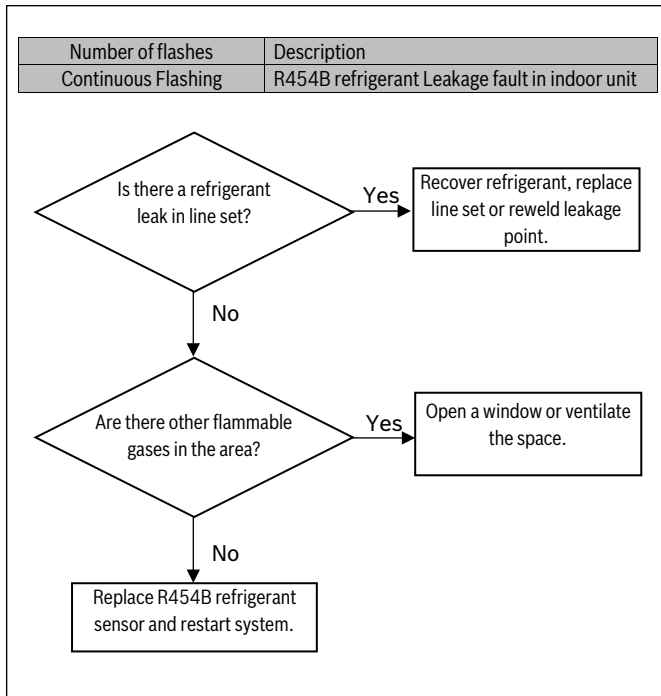 Number of flashes Description
Continuous Flashing R454B refrigerant Leakage fault in indoor unit
Is there a refrigerant
leak in line set?
Yes
Recover refrigerant, replace
line set or reweld leakage
point.
No
Are there other flammable
gases in the area?
Yes
Open a window or ventilate
the space.
No
Replace R454B refrigerant
sensor and restart system.